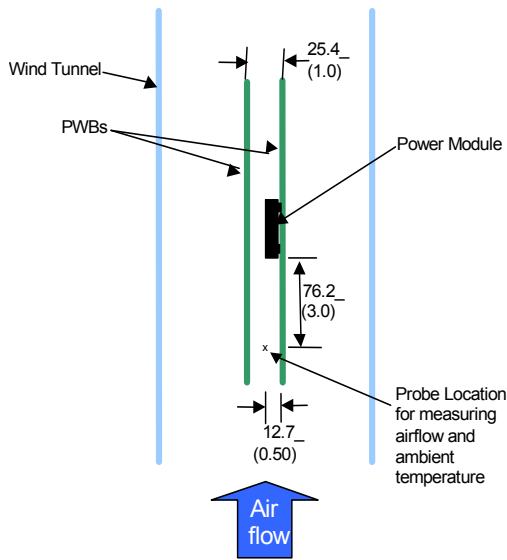 25.4_
(1.0)
Wind Tunnel
PWBs
Power Module
76.2_
(3.0)
x
Probe Location
for measuring
airflow and
ambient
temperature
12.7_
(0.50)
Air
flow